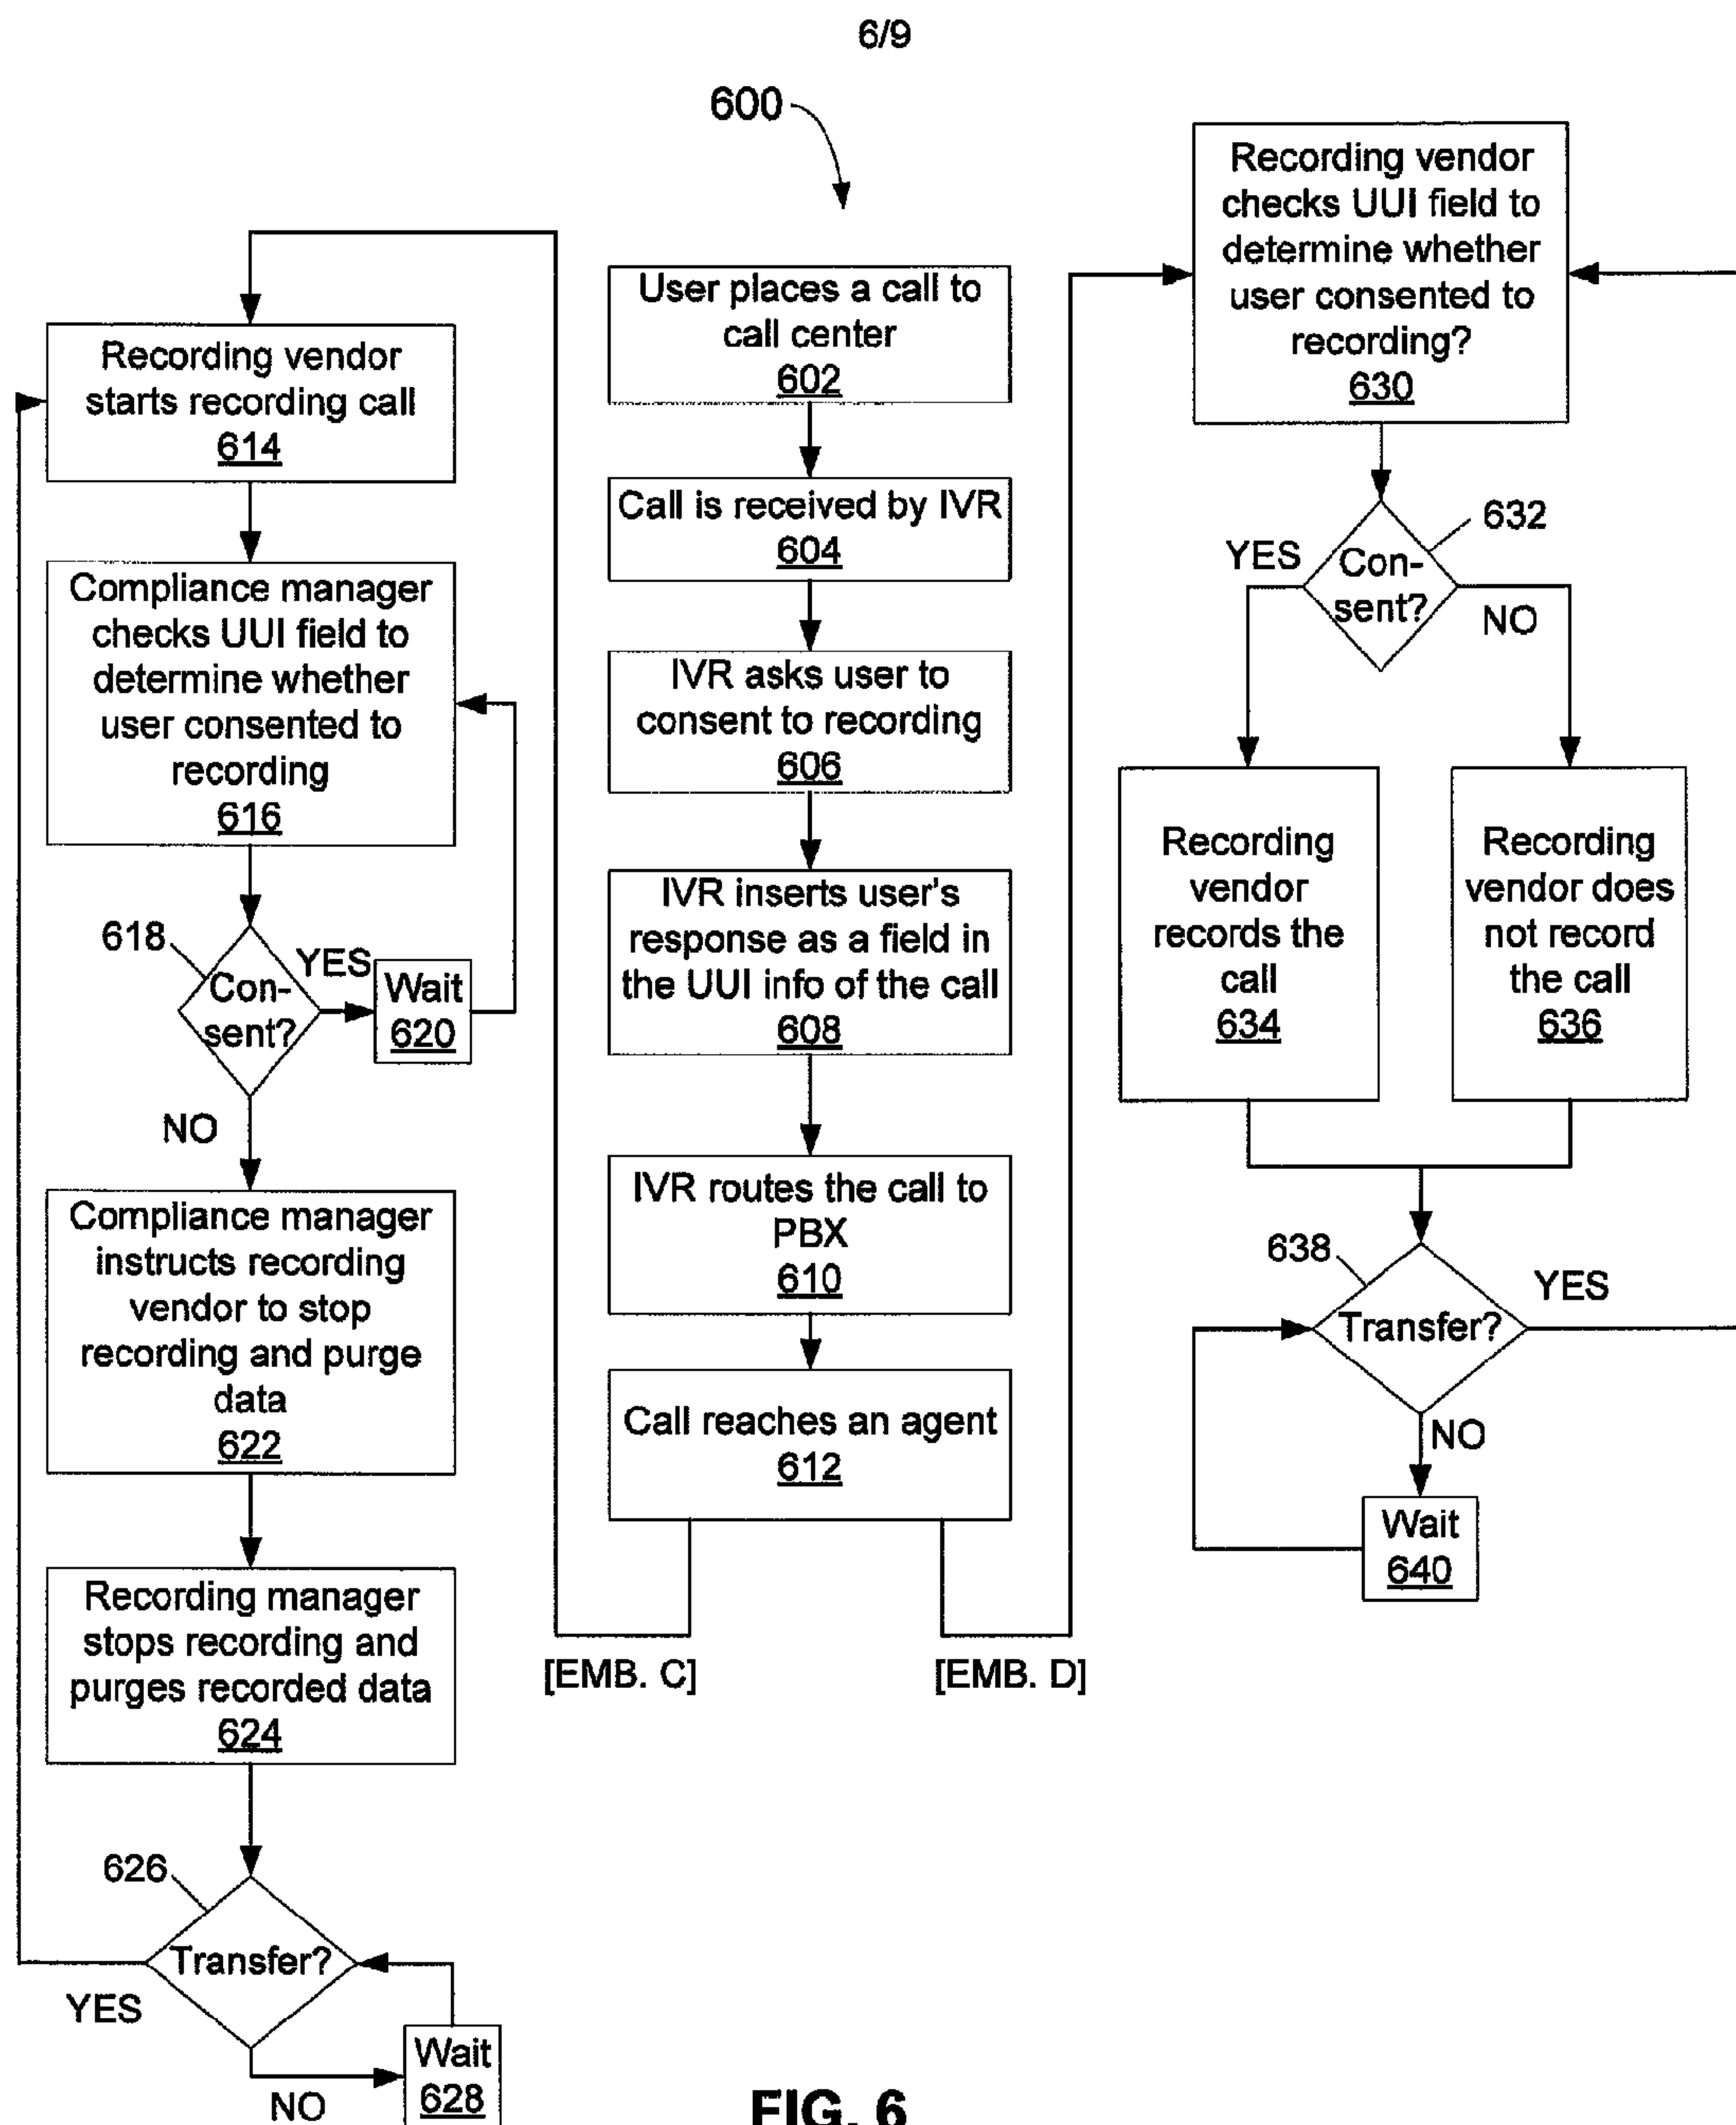 6/9
600
User places a call to
call center
602
Call is received by IVR
604
IVR asks user to
consent to recording
606
IVR inserts user's
response as a field in
the UUI info of the call
608
IVR routes the call to
PBX
610
Call reaches an agent
612
[EMB. C]
[EMB. D]
Recording vendor
starts recording call
614
Compliance manager
checks UUI field to
determine whether
user consented to
recording
616
618
Con-
sent?
YES
Wait
620
NO
Compliance manager
instructs recording
vendor to stop
recording and purge
data
622
Recording manager
stops recording and
purges recorded data
624
626
Transfer?
YES
NO
Wait
628
Recording vendor
checks UUI field to
determine whether
user consented to
recording?
630
632
Con-
sent?
YES
NO
Recording
vendor
records the
call
634
Recording
vendor does
not record
the call
636
638
Transfer?
YES
NO
Wait
640
FIG. 6